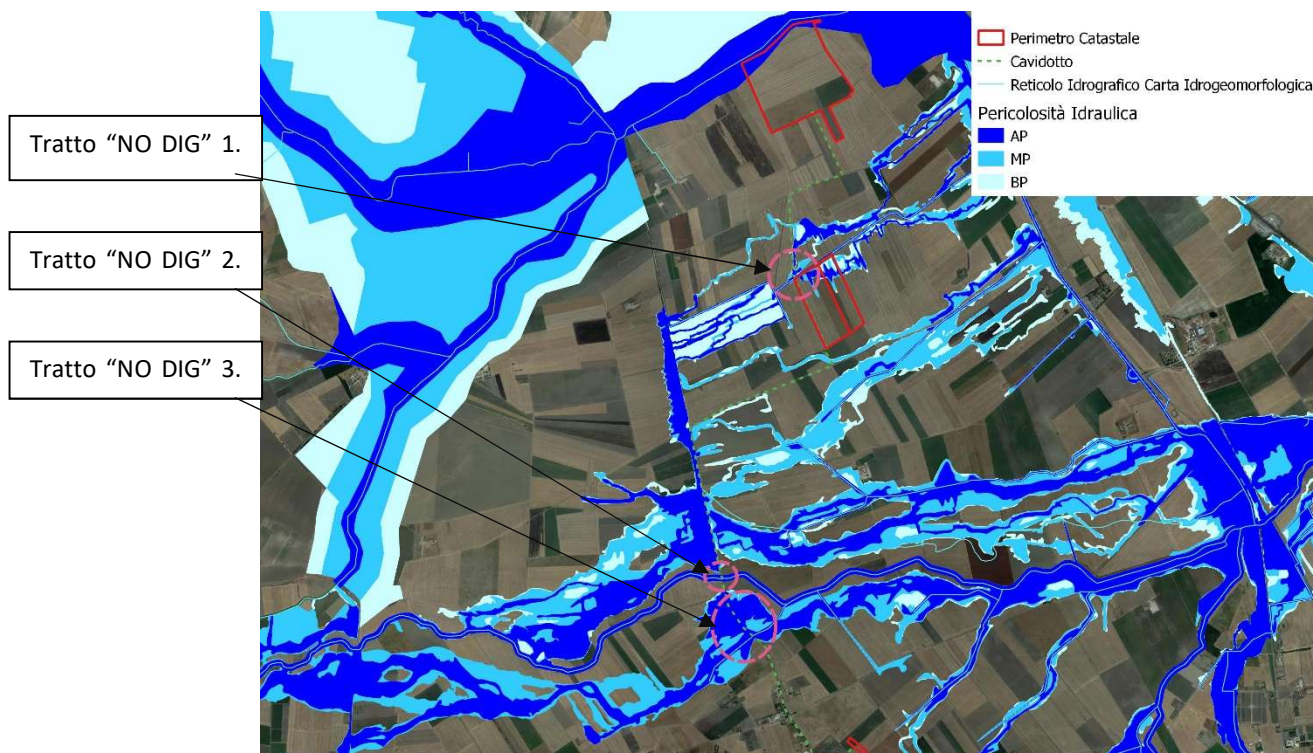 Perimetro Catastale
Cavidotto
Reticolo Idrografico Carta Idrogeomorfologica
Pericolosità Idraulica
AP
MP
BP
Tratto “NO DIG” 1.
Tratto “NO DIG” 2.
Tratto “NO DIG” 3.